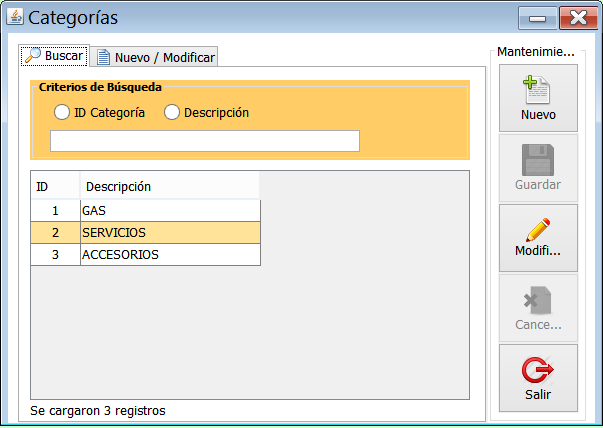 Categorías
Buscar
Nuevo / Modificar
Criterios de Búsqueda
ID Categoría
Descripción
ID Descripción
1 GAS
2 SERVICIOS
3 ACCESORIOS
Se cargaron 3 registros
Mantenimie...
Nuevo
Guardar
Modifi...
Cance...
Salir